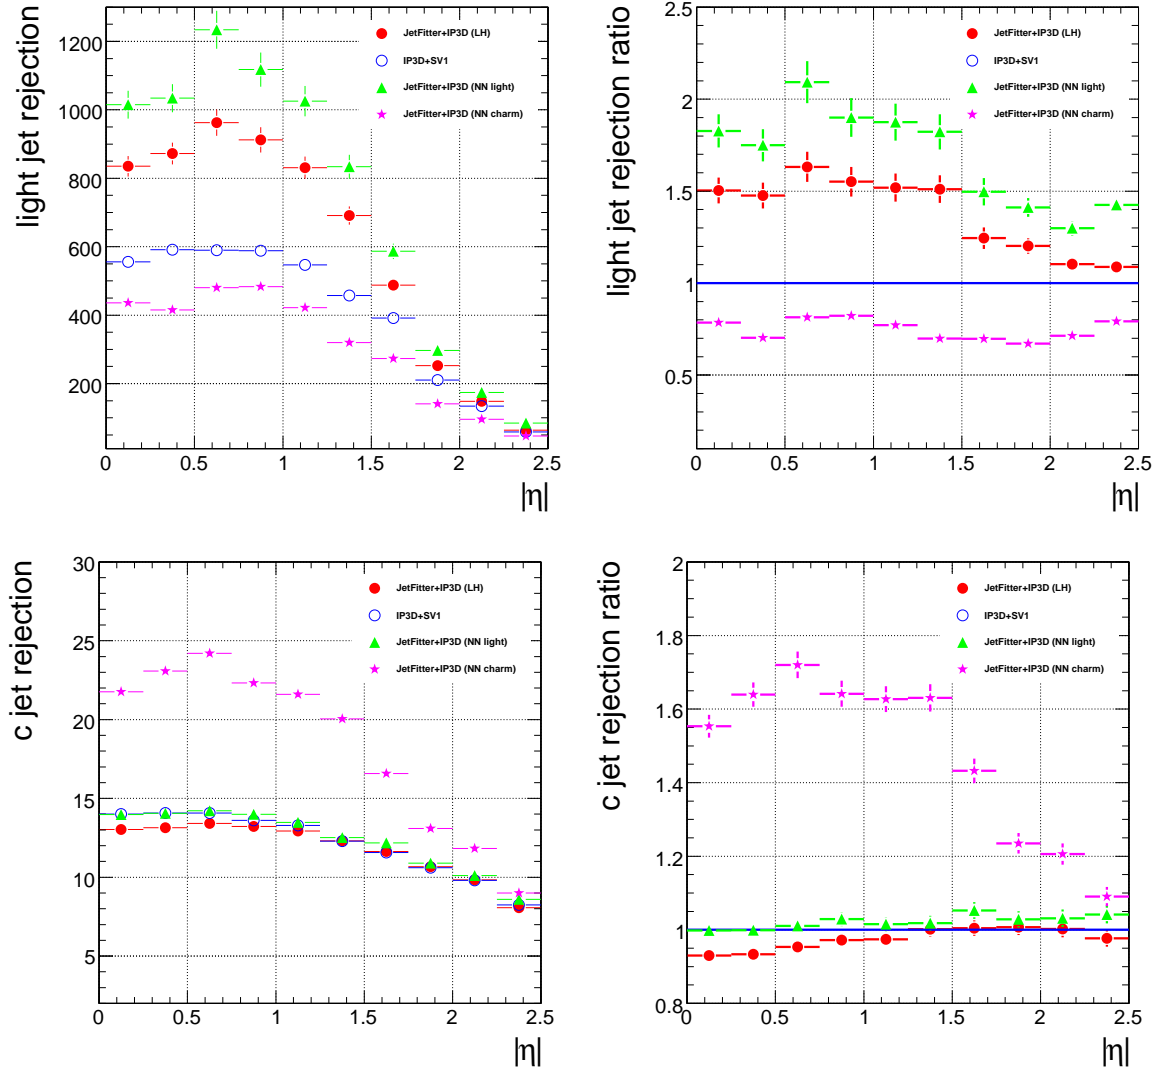 light jet rejection
1200
1000
800
600
400
200
0
0.5
1
1.5
2
2.5
|η|
JetFitter+IP3D (LH)
IP3D+SV1
JetFitter+IP3D (NN light)
JetFitter+IP3D (NN charm)
light jet rejection ratio
2.5
2
1.5
1
0.5
0
0.5
1
1.5
2
2.5
|η|
JetFitter+IP3D (LH)
IP3D+SV1
JetFitter+IP3D (NN light)
JetFitter+IP3D (NN charm)
c jet rejection
30
25
20
15
10
5
0
0.5
1
1.5
2
2.5
|η|
JetFitter+IP3D (LH)
IP3D+SV1
JetFitter+IP3D (NN light)
JetFitter+IP3D (NN charm)
c jet rejection ratio
2
1.8
1.6
1.4
1.2
1
0.8
0
0.5
1
1.5
2
2.5
|η|
JetFitter+IP3D (LH)
IP3D+SV1
JetFitter+IP3D (NN light)
JetFitter+IP3D (NN charm)